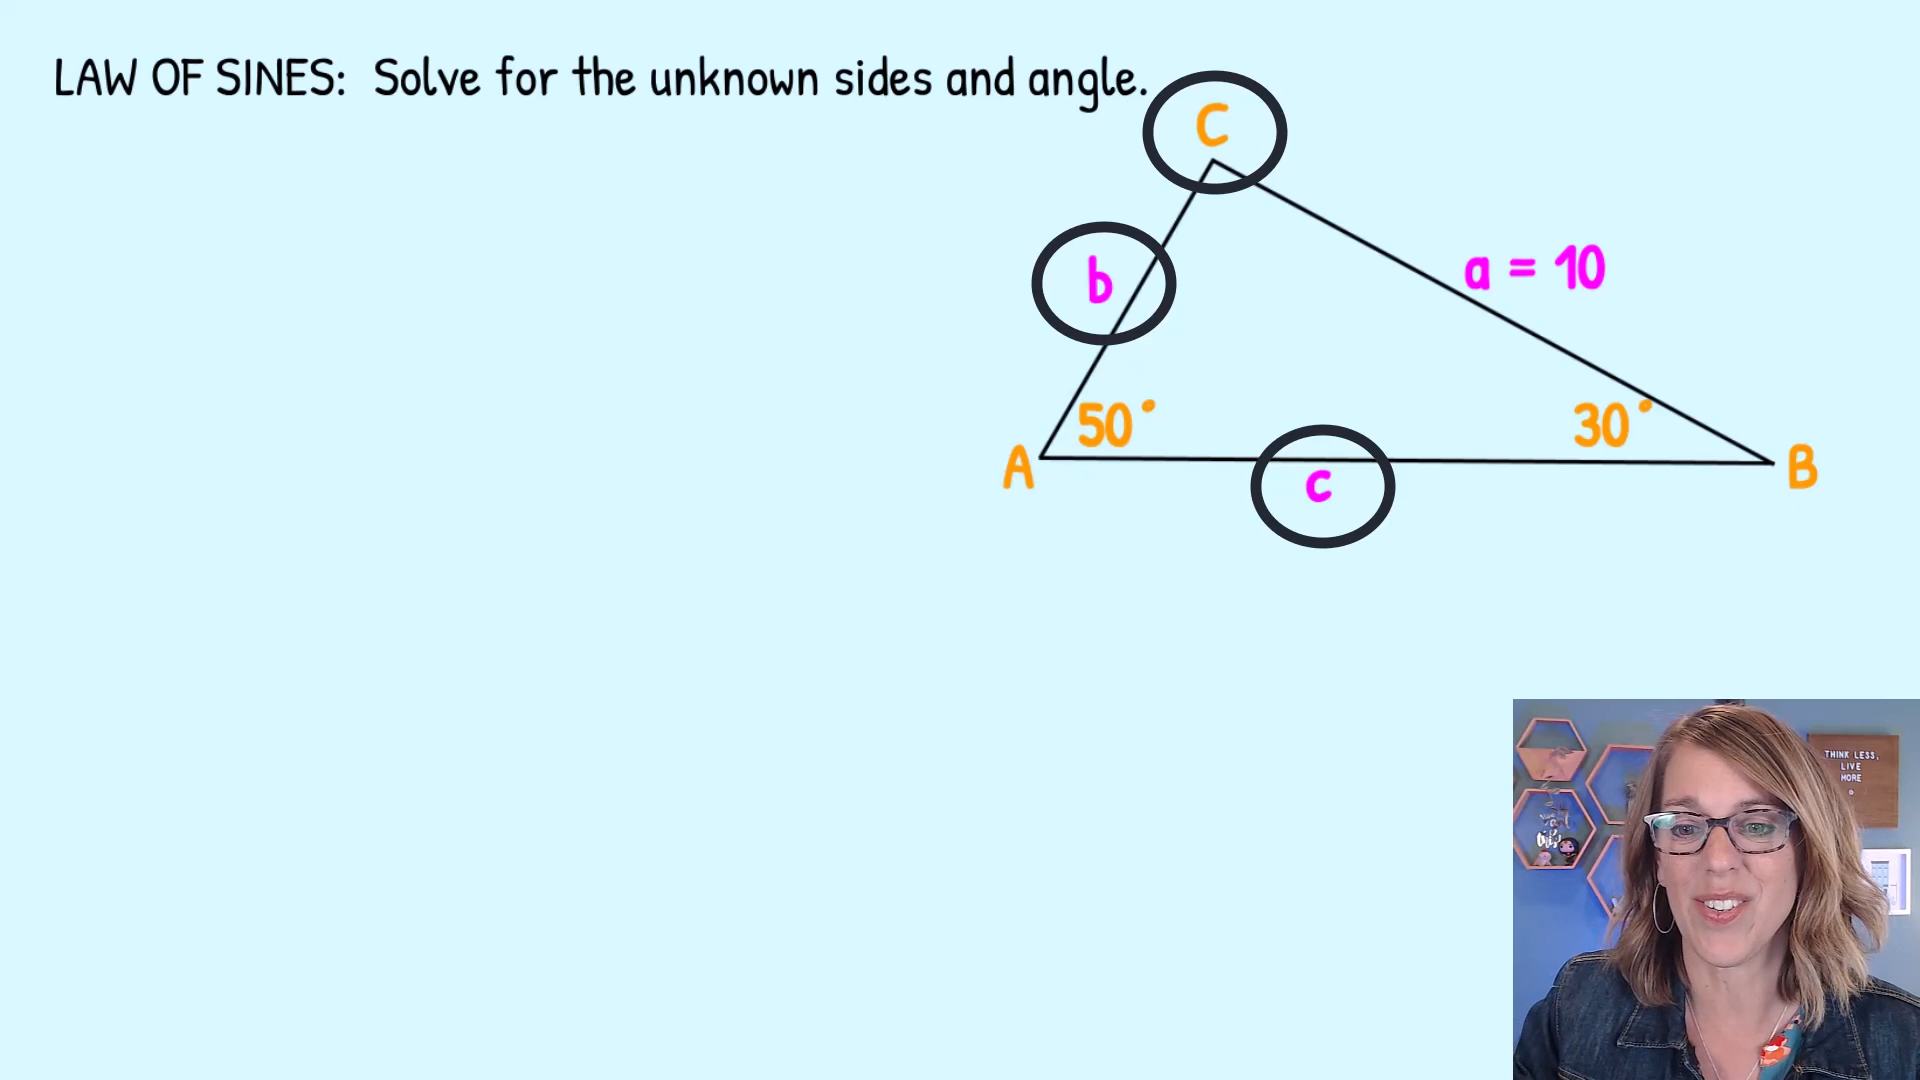 LAW OF SINES: Solve for the unknown sides and angle.
C
b
a = 10
50°
30°
A
c
B
THINK LESS,
LIVE
MORE